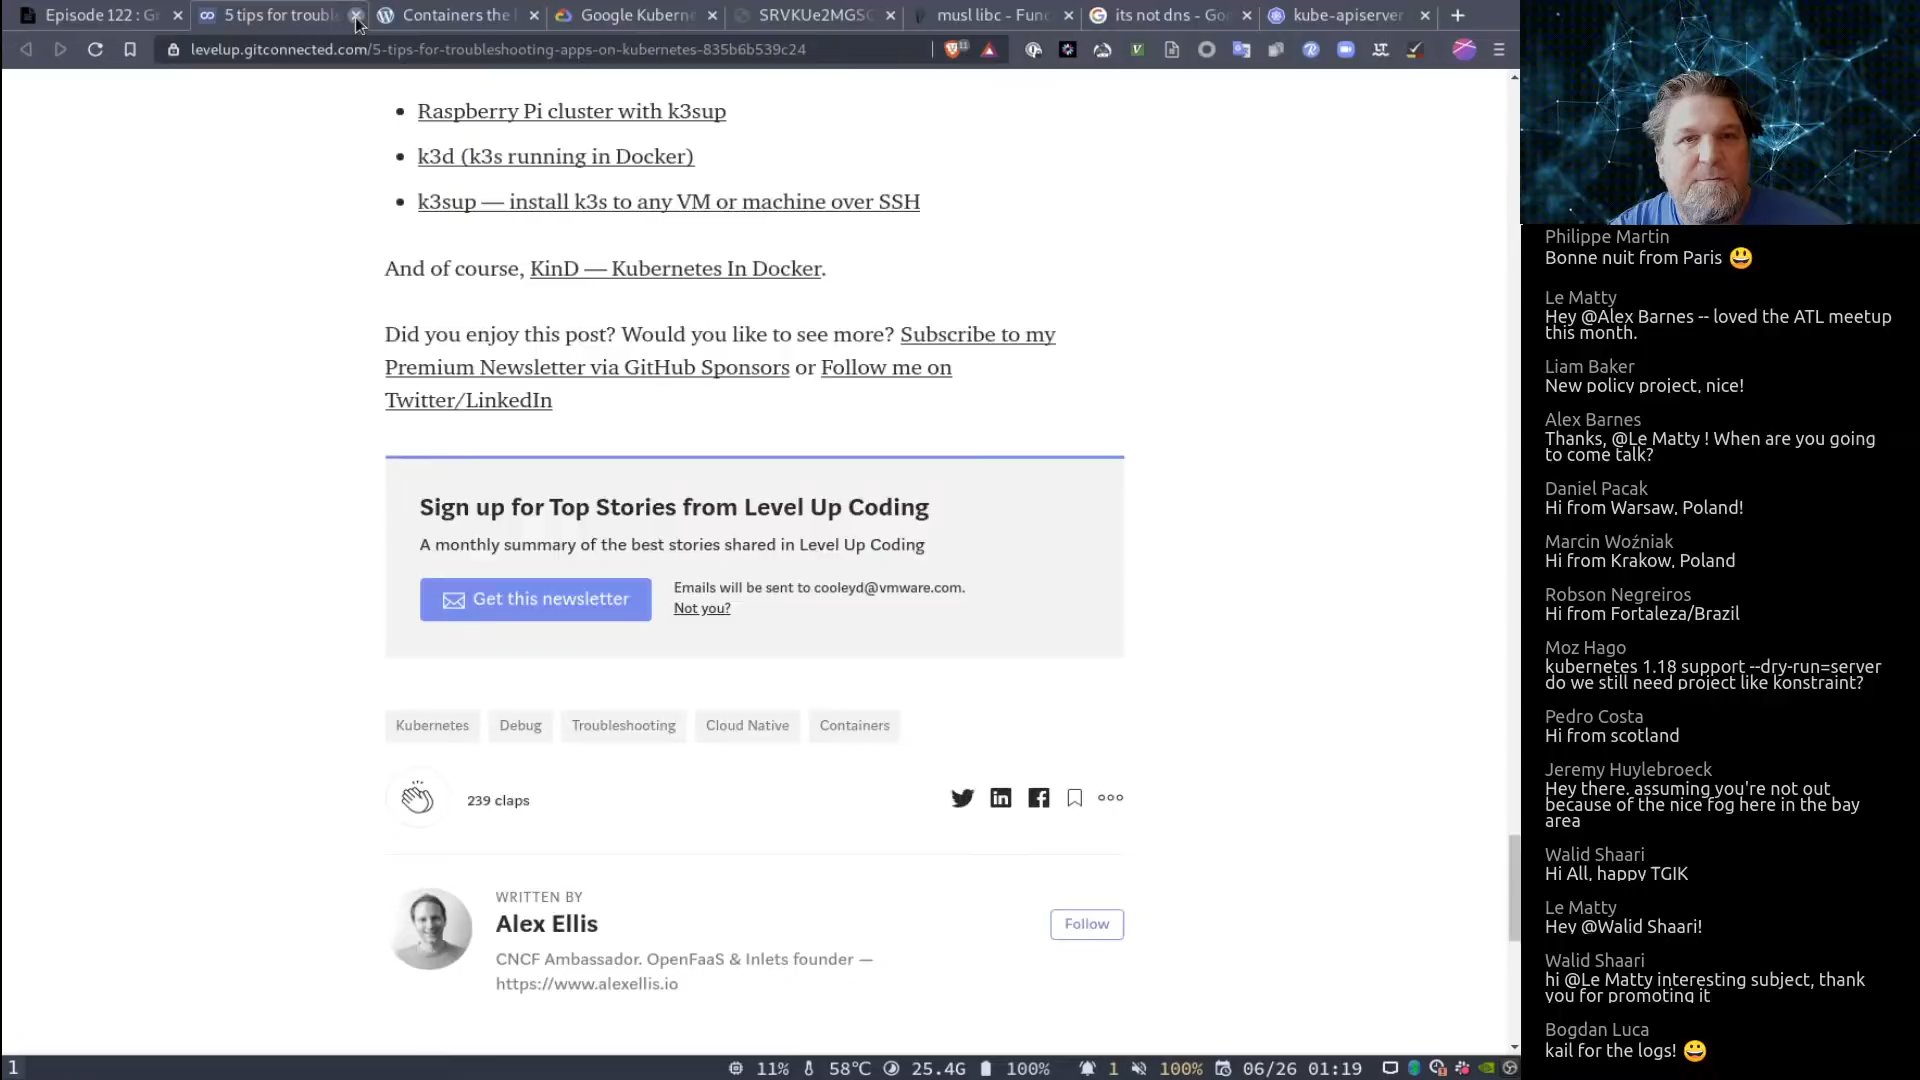 Episode 122 : G
5 tips for troubl
Containers the
Google Kuberne
SRVKUe2MGS
musl libc - Func
its not dns - Go
kube-apiserver
levelup.gitconnected.com/5-tips-for-troubleshooting-apps-on-kubernetes-835b6b539c24
Raspberry Pi cluster with k3sup
k3d (k3s running in Docker)
k3sup — install k3s to any VM or machine over SSH
And of course, KinD — Kubernetes In Docker.
Did you enjoy this post? Would you like to see more? Subscribe to my
Premium Newsletter via GitHub Sponsors or Follow me on
Twitter/LinkedIn
Sign up for Top Stories from Level Up Coding
A monthly summary of the best stories shared in Level Up Coding
Get this newsletter
Emails will be sent to cooleyd@vmware.com.
Not you?
Kubernetes
Debug
Troubleshooting
Cloud Native
Containers
239 claps
WRITTEN BY
Alex Ellis
Follow
CNCF Ambassador. OpenFaaS & Inlets founder —
https://www.alexellis.io
Philippe Martin
Bonne nuit from Paris 😃
Le Matty
Hey @Alex Barnes -- loved the ATL meetup
this month.
Liam Baker
New policy project, nice!
Alex Barnes
Thanks, @Le Matty ! When are you going
to come talk?
Daniel Pacak
Hi from Warsaw, Poland!
Marcin Woźniak
Hi from Krakow, Poland
Robson Negreiros
Hi from Fortaleza/Brazil
Moz Hago
kubernetes 1.18 support --dry-run=server
do we still need project like konstraint?
Pedro Costa
Hi from scotland
Jeremy Huylebroeck
Hey there. assuming you're not out
because of the nice fog here in the bay
area
Walid Shaari
Hi All, happy TGIK
Le Matty
Hey @Walid Shaari!
Walid Shaari
hi @Le Matty interesting subject, thank
you for promoting it
Bogdan Luca
kail for the logs! 😀
1
11% 58°C 25.4G 100% 1 100% 06/26 01:19